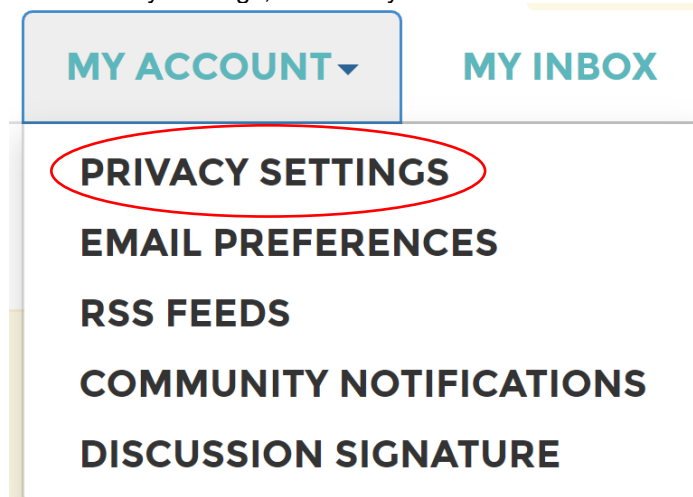 MY ACCOUNT MY INBOX
PRIVACY SETTINGS
EMAIL PREFERENCES
RSS FEEDS
COMMUNITY NOTIFICATIONS
DISCUSSION SIGNATURE